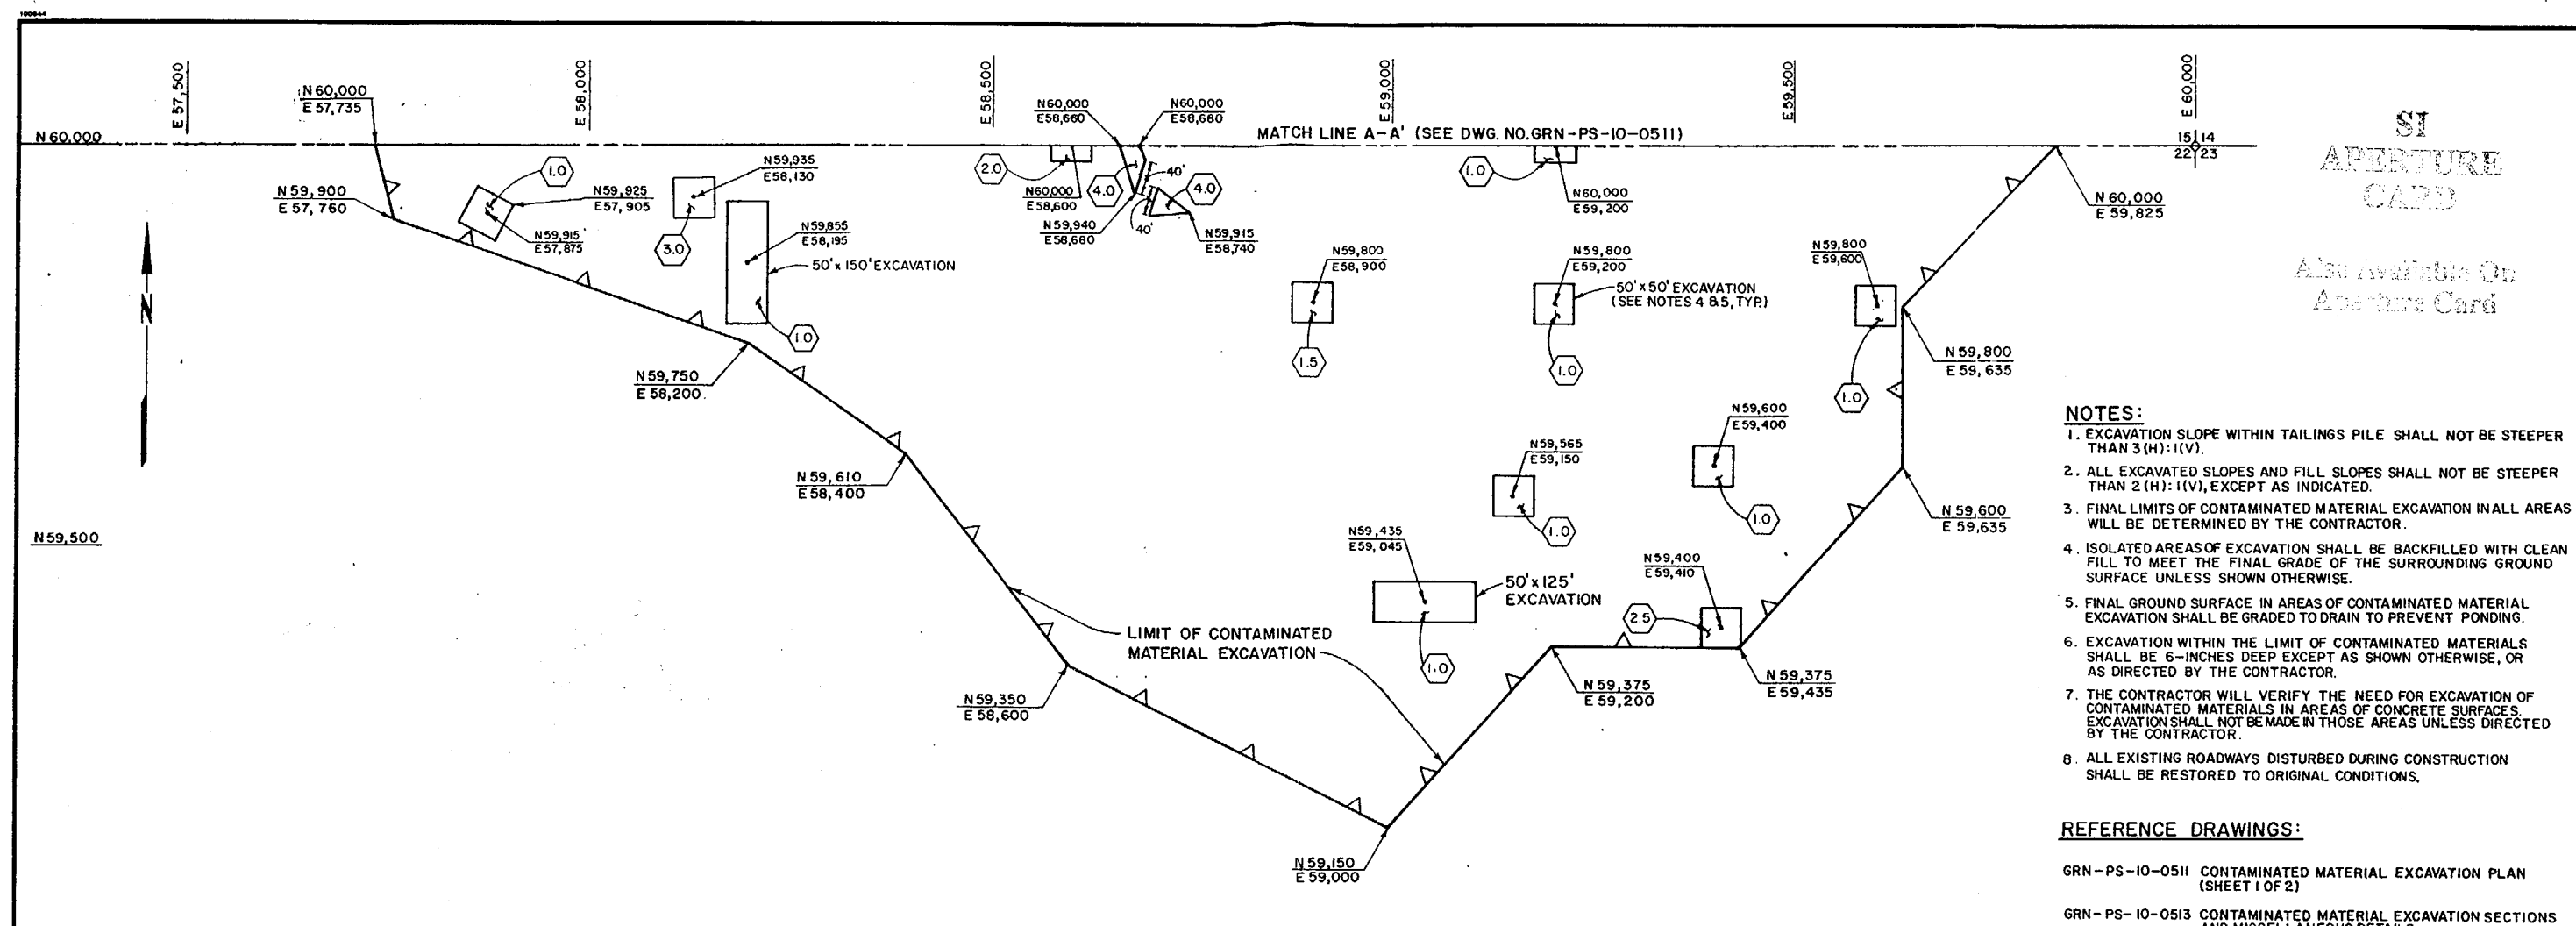 190644
E 57,500
E 58,000
E 58,500
E 59,000
E 59,500
E 60,000
N 60,000
E 57,735
N60,000
E58,660
N60,000
E58,680
N 60,000
MATCH LINE A-A' (SEE DWG. NO. GRN-PS-10-0511)
15 14
22 23
SI
APERTURE
CARD
Also Available On
Aperture Card
N 59,900
E 57,760
1.0
N59,925
E57,905
N59,915
E57,875
N59,935
E58,130
3.0
N59,855
E58,195
50'x 150' EXCAVATION
1.0
2.0
N60,000
E58,600
4.0
40'
4.0
40'
N59,940
E58,680
N59,915
E58,740
1.0
N60,000
E59,200
N 60,000
E 59,825
N59,800
E58,900
1.5
N59,800
E59,200
50'x50' EXCAVATION
(SEE NOTES 4 & 5, TYP.)
1.0
N59,800
E59,600
1.0
N 59,800
E 59,635
N
N 59,750
E 58,200
N59,600
E59,400
1.0
N59,565
E59,150
1.0
N 59,610
E 58,400
N 59,500
N 59,600
E 59,635
N59,435
E59,045
50'x125'
EXCAVATION
1.0
N59,400
E59,410
2.5
LIMIT OF CONTAMINATED
MATERIAL EXCAVATION
N 59,350
E 58,600
N 59,375
E 59,200
N 59,375
E 59,435
N 59,150
E 59,000
NOTES:
1. EXCAVATION SLOPE WITHIN TAILINGS PILE SHALL NOT BE STEEPER
THAN 3(H):1(V).
2. ALL EXCAVATED SLOPES AND FILL SLOPES SHALL NOT BE STEEPER
THAN 2(H):1(V), EXCEPT AS INDICATED.
3. FINAL LIMITS OF CONTAMINATED MATERIAL EXCAVATION IN ALL AREAS
WILL BE DETERMINED BY THE CONTRACTOR.
4. ISOLATED AREAS OF EXCAVATION SHALL BE BACKFILLED WITH CLEAN
FILL TO MEET THE FINAL GRADE OF THE SURROUNDING GROUND
SURFACE UNLESS SHOWN OTHERWISE.
5. FINAL GROUND SURFACE IN AREAS OF CONTAMINATED MATERIAL
EXCAVATION SHALL BE GRADED TO DRAIN TO PREVENT PONDING.
6. EXCAVATION WITHIN THE LIMIT OF CONTAMINATED MATERIALS
SHALL BE 6-INCHES DEEP EXCEPT AS SHOWN OTHERWISE, OR
AS DIRECTED BY THE CONTRACTOR.
7. THE CONTRACTOR WILL VERIFY THE NEED FOR EXCAVATION OF
CONTAMINATED MATERIALS IN AREAS OF CONCRETE SURFACES.
EXCAVATION SHALL NOT BE MADE IN THOSE AREAS UNLESS DIRECTED
BY THE CONTRACTOR.
8. ALL EXISTING ROADWAYS DISTURBED DURING CONSTRUCTION
SHALL BE RESTORED TO ORIGINAL CONDITIONS.
REFERENCE DRAWINGS:
GRN-PS-10-0511 CONTAMINATED MATERIAL EXCAVATION PLAN
(SHEET 1 OF 2)
GRN-PS-10-0513 CONTAMINATED MATERIAL EXCAVATION SECTIONS